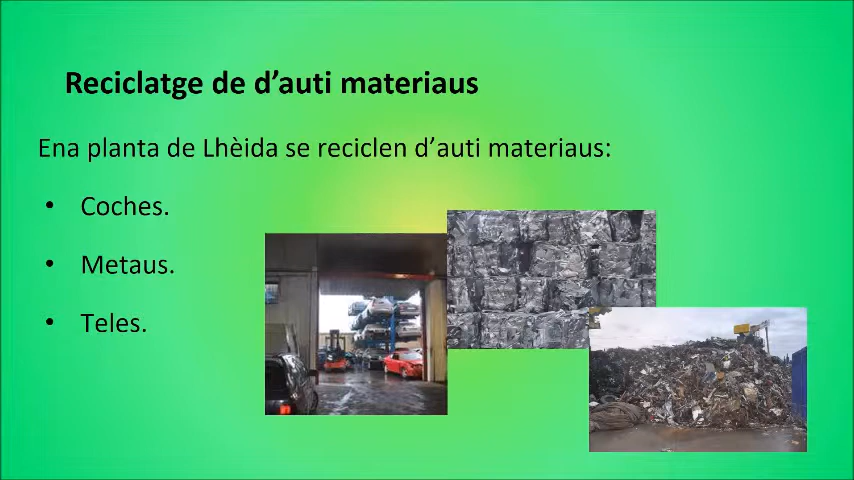 Reciclatge de d’auti materiaus
Ena planta de Lhèida se reciclen d’auti materiaus:
• Coches.
• Metaus.
• Teles.